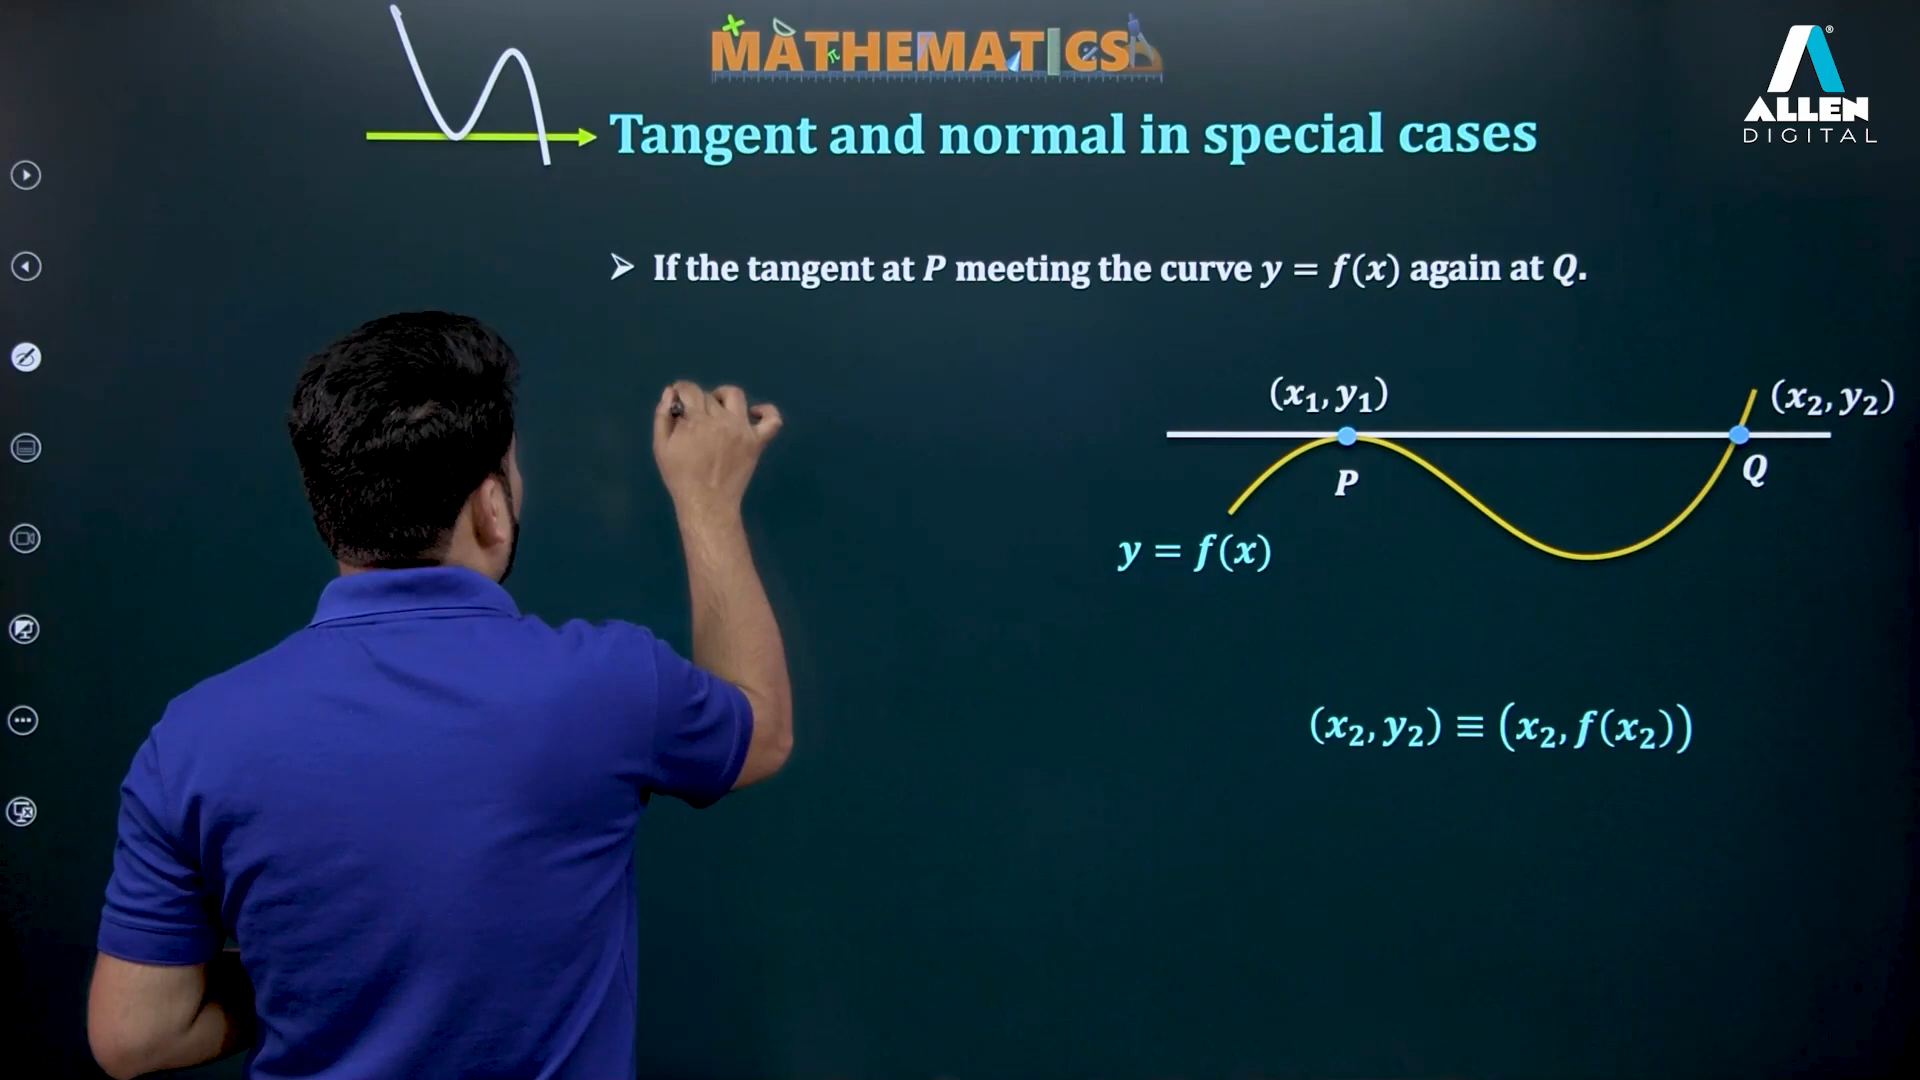 MATHEMATICS
ALLEN
DIGITAL
Tangent and normal in special cases
➢ If the tangent at P meeting the curve y = f(x) again at Q.
(x₁, y₁)
(x₂, y₂)
P
Q
y = f(x)
(x₂, y₂) ≡ (x₂, f(x₂))